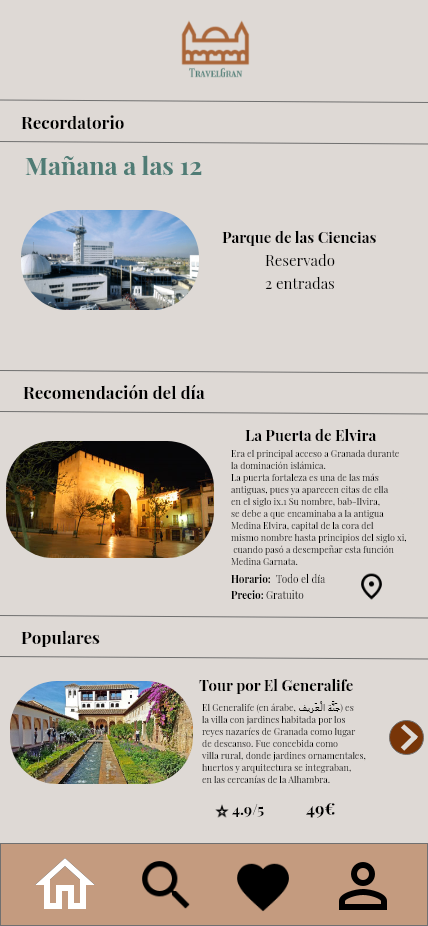 TravelGran
Recordatorio
Mañana a las 12
Parque de las Ciencias
Reservado
2 entradas
Recomendación del día
La Puerta de Elvira
Era el principal acceso a Granada durante
la dominación islámica.
La puerta fortaleza es una de las más
antiguas, pues ya aparecen citas de ella
en el siglo ix.1 Su nombre, bab-Ilvira,
se debe a que encaminaba a la antigua
Medina Elvira, capital de la cora del
mismo nombre hasta principios del siglo xi,
cuando pasó a desempeñar esta función
Medina Garnata.
Horario: Todo el día
Precio: Gratuito
Populares
Tour por El Generalife
El Generalife (en árabe, جَنَّة الْعَرِيف) es
la villa con jardines habitada por los
reyes nazaríes de Granada como lugar
de descanso. Fue concebida como
villa rural, donde jardines ornamentales,
huertos y arquitectura se integraban,
en las cercanías de la Alhambra.
4.9/5
49€